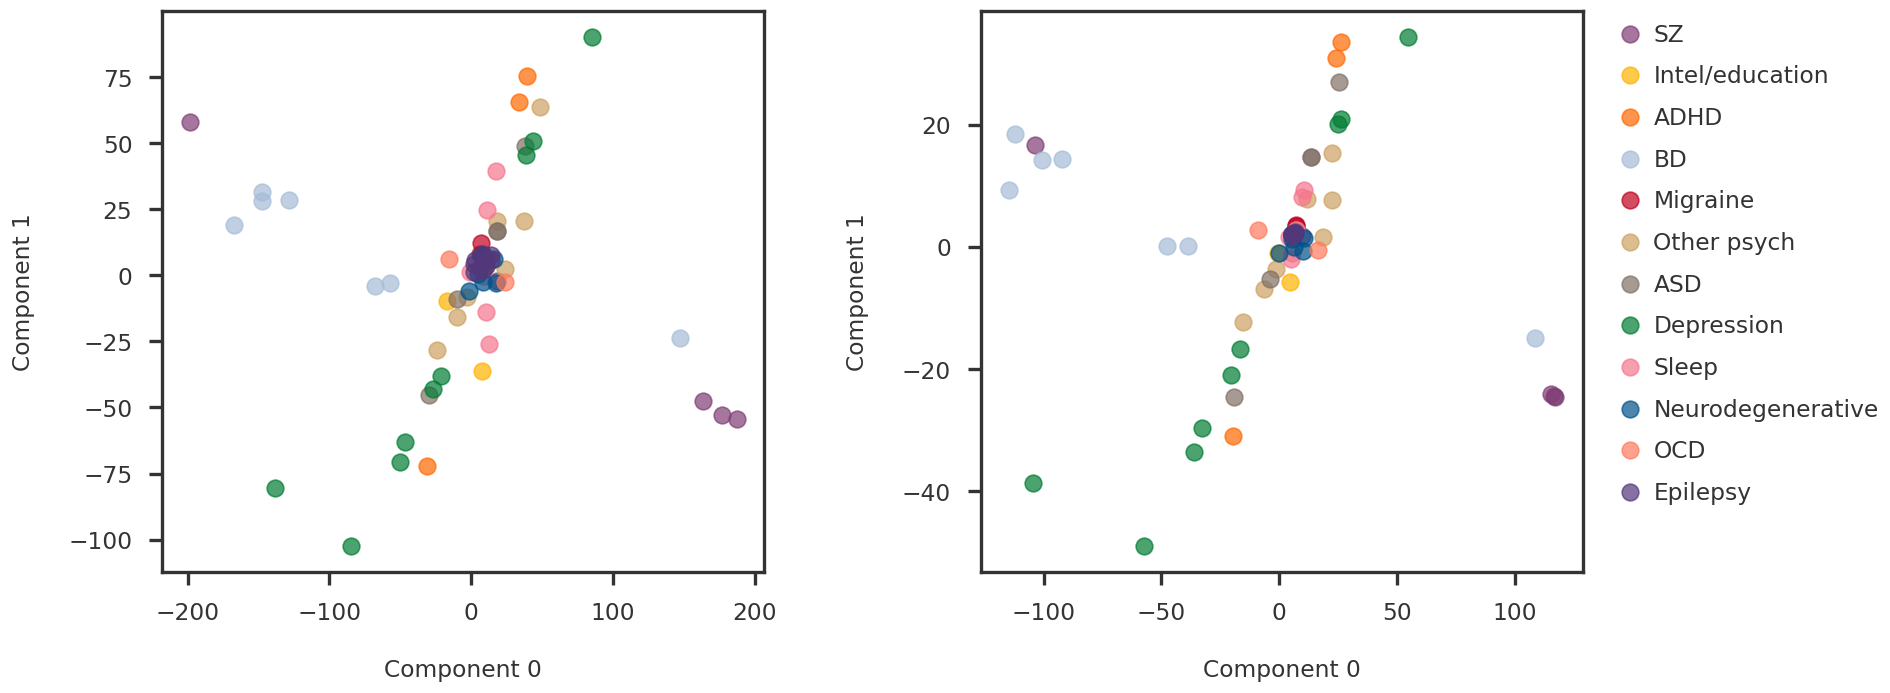 75
50
25
0
−25
−50
−75
−100
−200
−100
0
100
200
Component 1
Component 0
20
0
−20
−40
−100
−50
0
50
100
Component 1
Component 0
SZ
Intel/education
ADHD
BD
Migraine
Other psych
ASD
Depression
Sleep
Neurodegenerative
OCD
Epilepsy